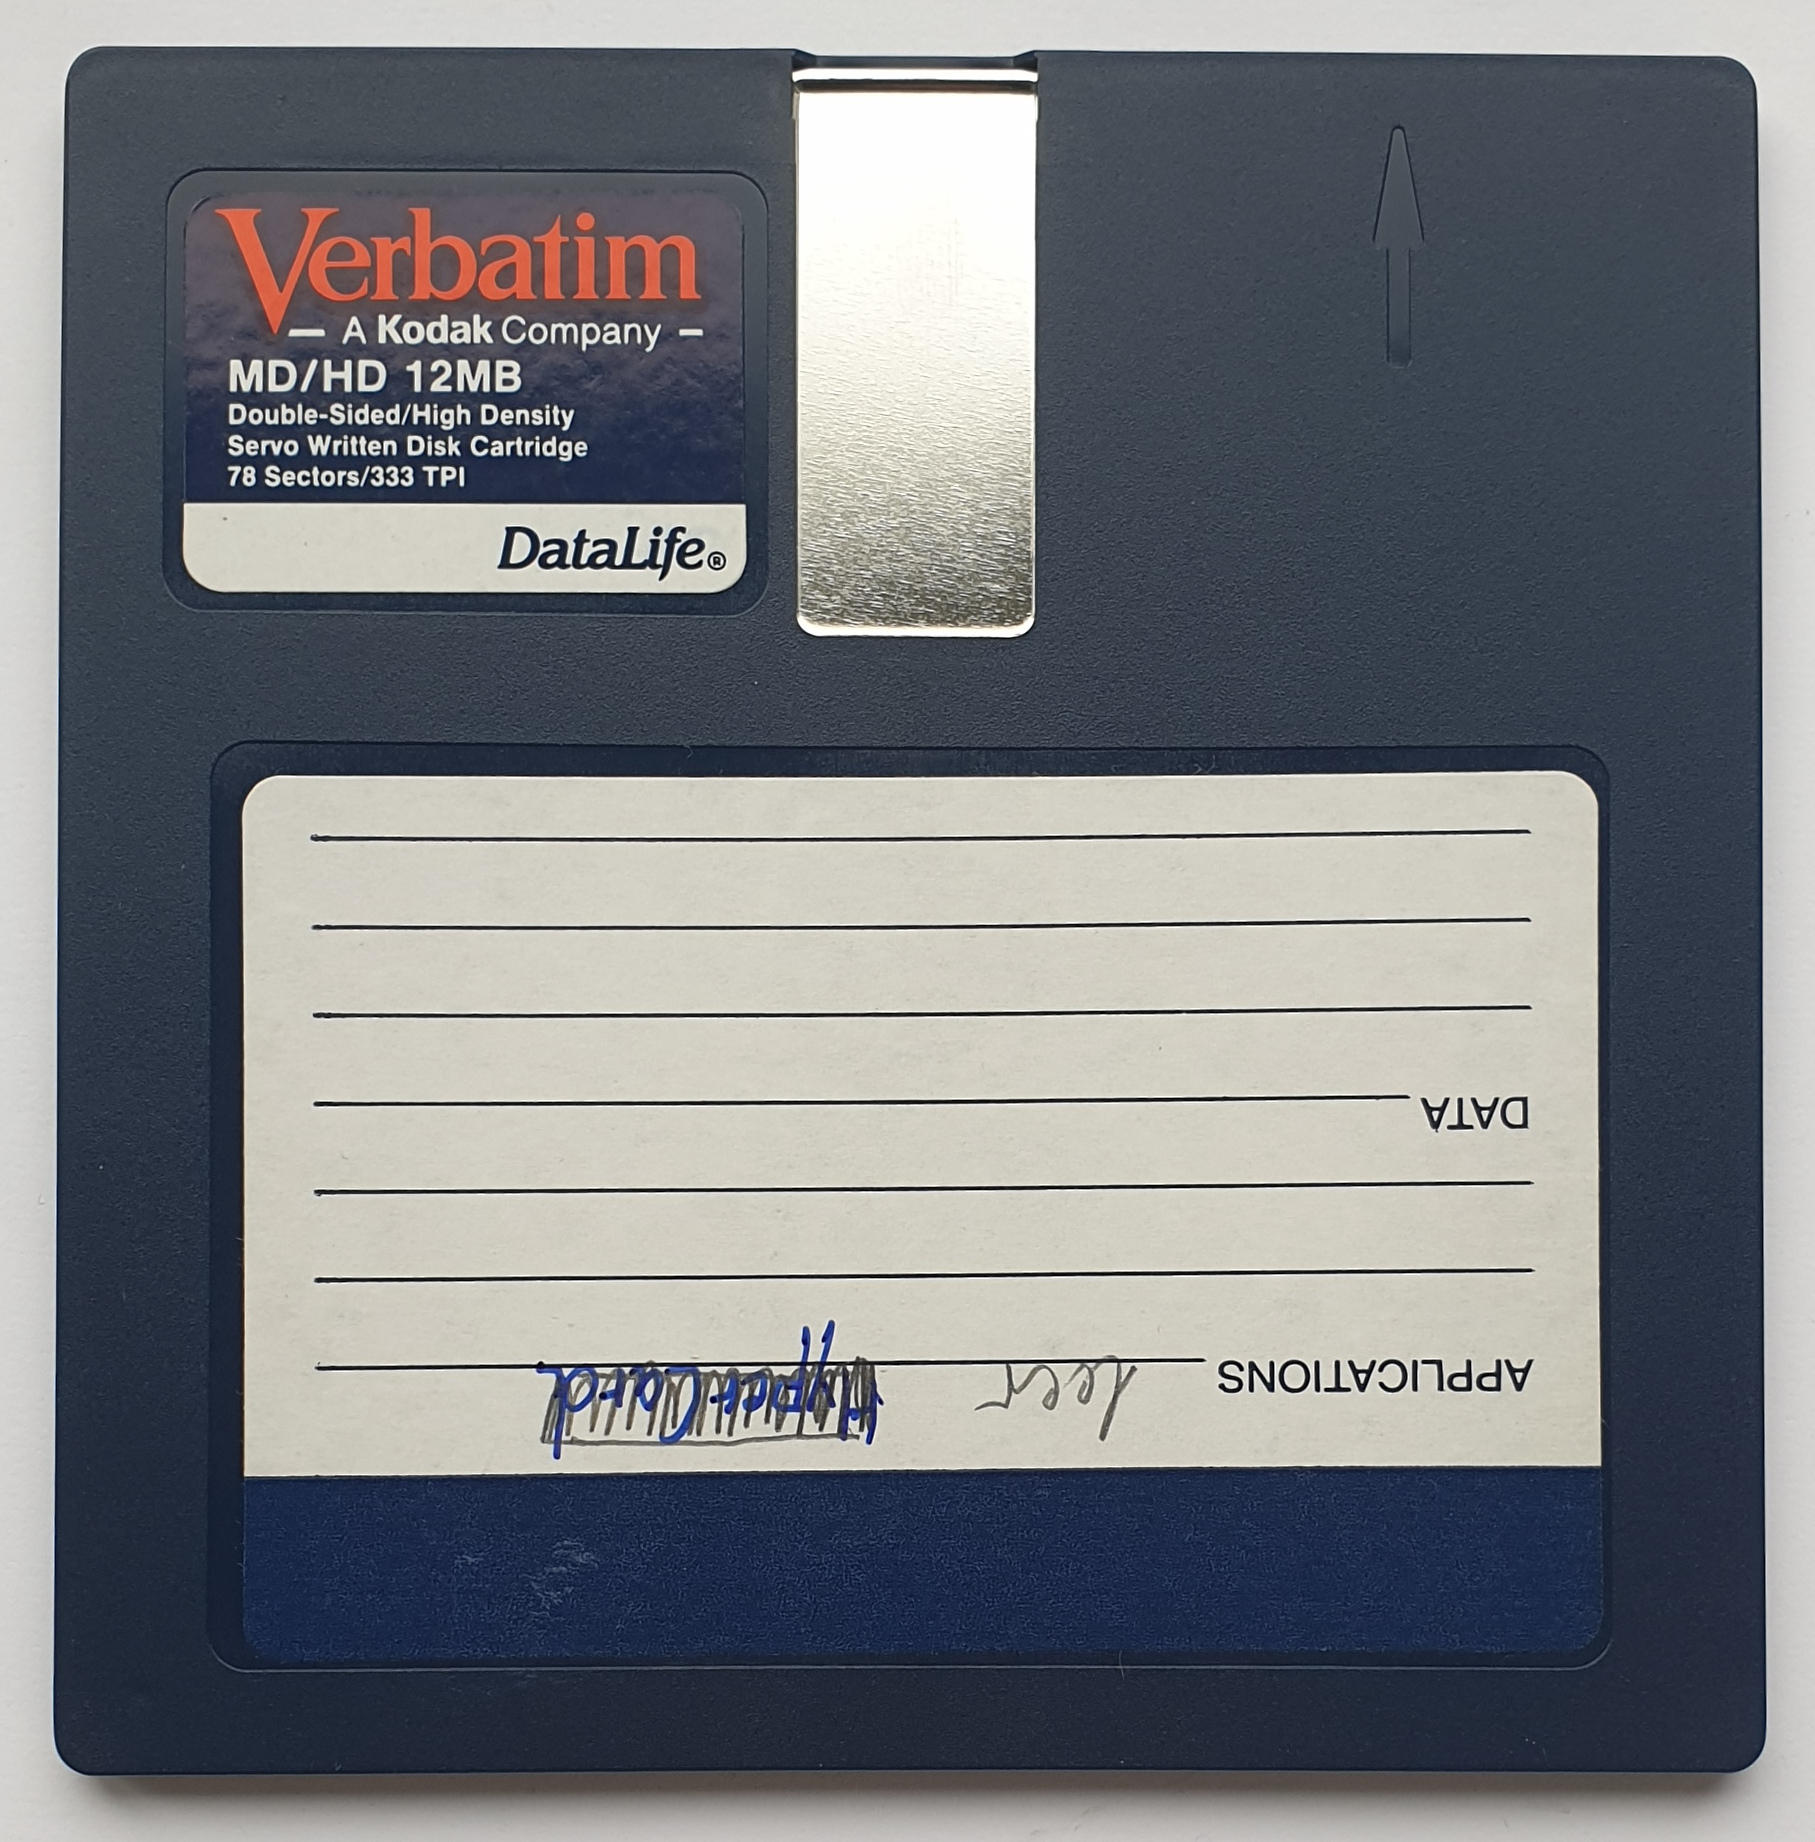 Verbatim
— A Kodak Company —
MD/HD 12MB
Double-Sided/High Density
Servo Written Disk Cartridge
78 Sectors/333 TPI
DataLife®
APPLICATIONS leer HyperCard
DATA